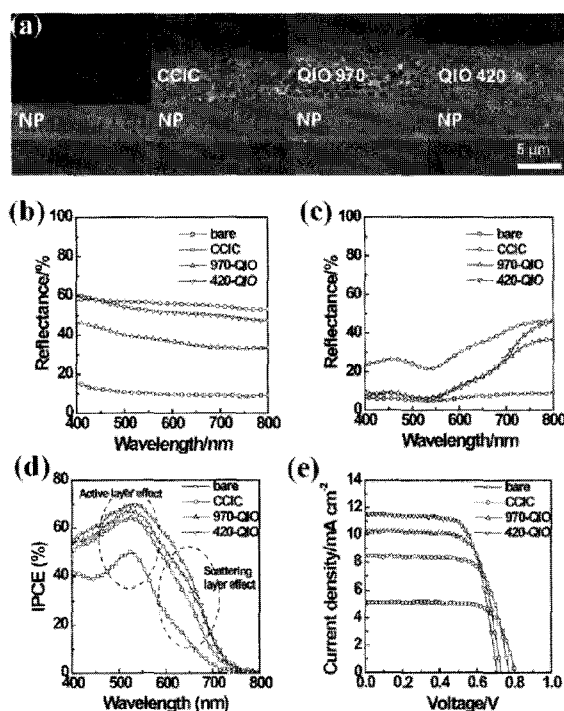 (a)
CCIC QIO 970 QIO 420
NP NP NP NP
5 μm
(b)
100
80
60
40
20
0
Reflectance/%
bare
CCIC
970-QIO
420-QIO
400 500 600 700 800
Wavelength/nm
(c)
100
80
60
40
20
0
Reflectance/%
bare
CCIC
970-QIO
420-QIO
400 500 600 700 800
Wavelength/nm
(d)
80
60
40
20
0
IPCE (%)
Active layer effect
bare
CCIC
970-QIO
420-QIO
Scattering
layer effect
400 500 600 700 800
Wavelength (nm)
(e)
16
14
12
10
8
6
4
2
0
Current density/mA cm-2
bare
CCIC
970-QIO
420-QIO
0.0 0.2 0.4 0.6 0.8 1.0
Voltage/V